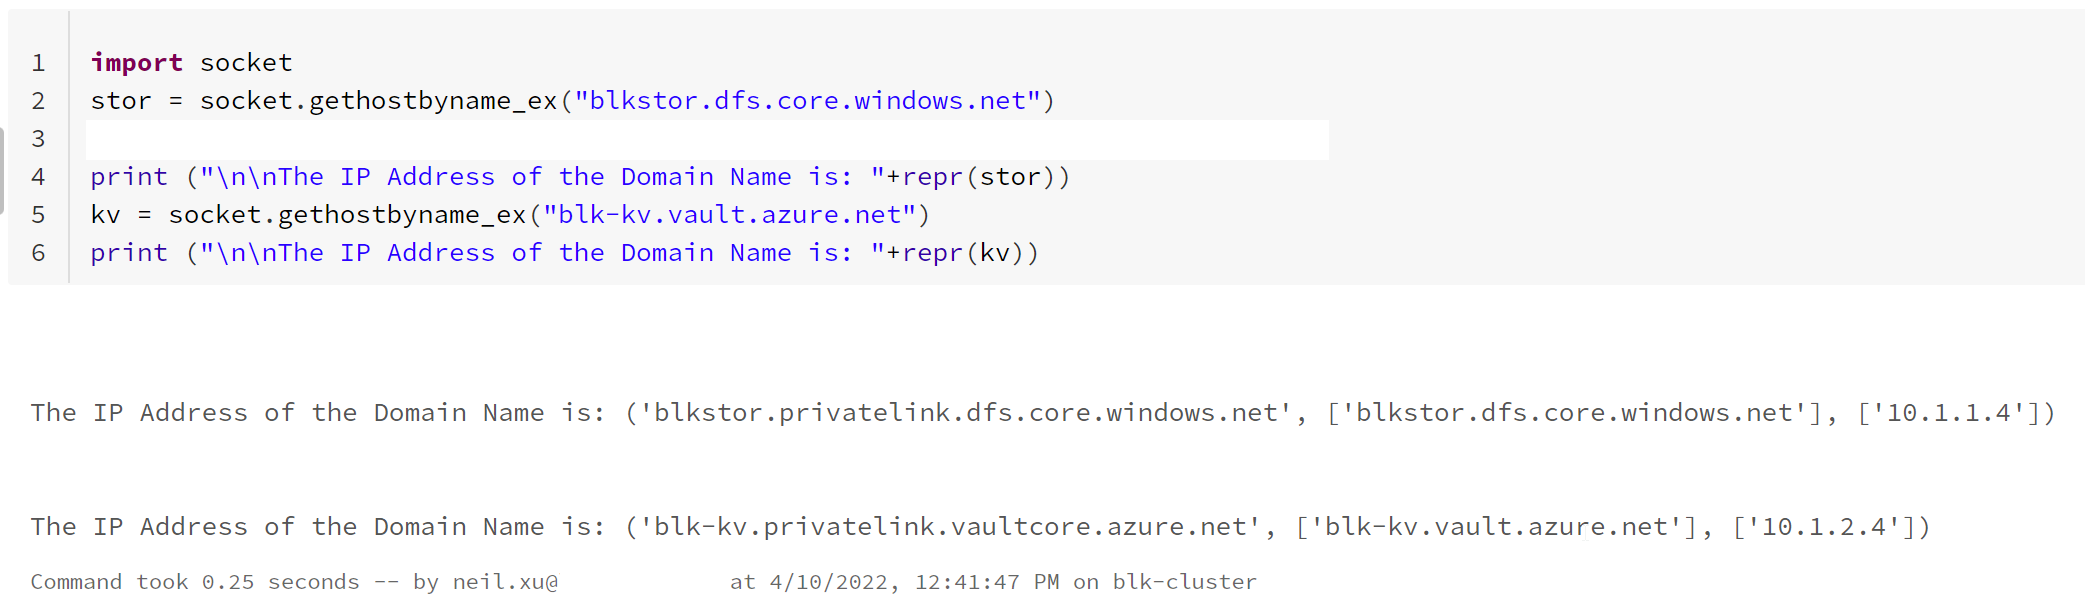 1 import socket
2 stor = socket.gethostbyname_ex("blkstor.dfs.core.windows.net")
3
4 print ("\n\nThe IP Address of the Domain Name is: "+repr(stor))
5 kv = socket.gethostbyname_ex("blk-kv.vault.azure.net")
6 print ("\n\nThe IP Address of the Domain Name is: "+repr(kv))
The IP Address of the Domain Name is: ('blkstor.privatelink.dfs.core.windows.net', ['blkstor.dfs.core.windows.net'], ['10.1.1.4'])
The IP Address of the Domain Name is: ('blk-kv.privatelink.vaultcore.azure.net', ['blk-kv.vault.azure.net'], ['10.1.2.4'])
Command took 0.25 seconds -- by neil.xu@ at 4/10/2022, 12:41:47 PM on blk-cluster